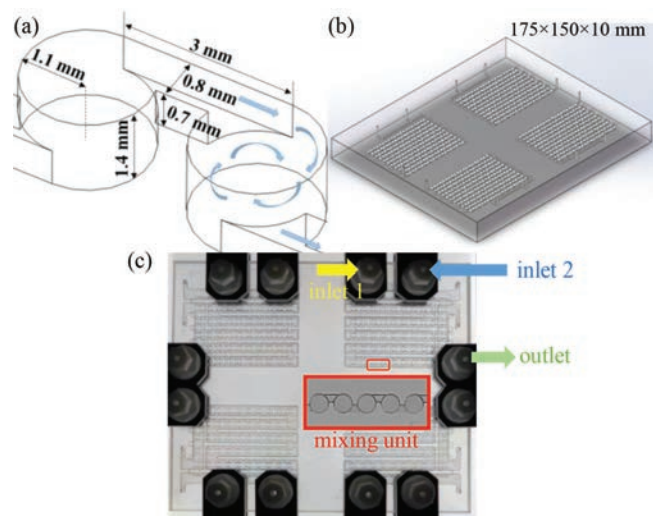 (a)
1.1 mm
3 mm
0.8 mm
0.7 mm
1.4 mm
(b)
175×150×10 mm
(c)
inlet 1
inlet 2
outlet
mixing unit